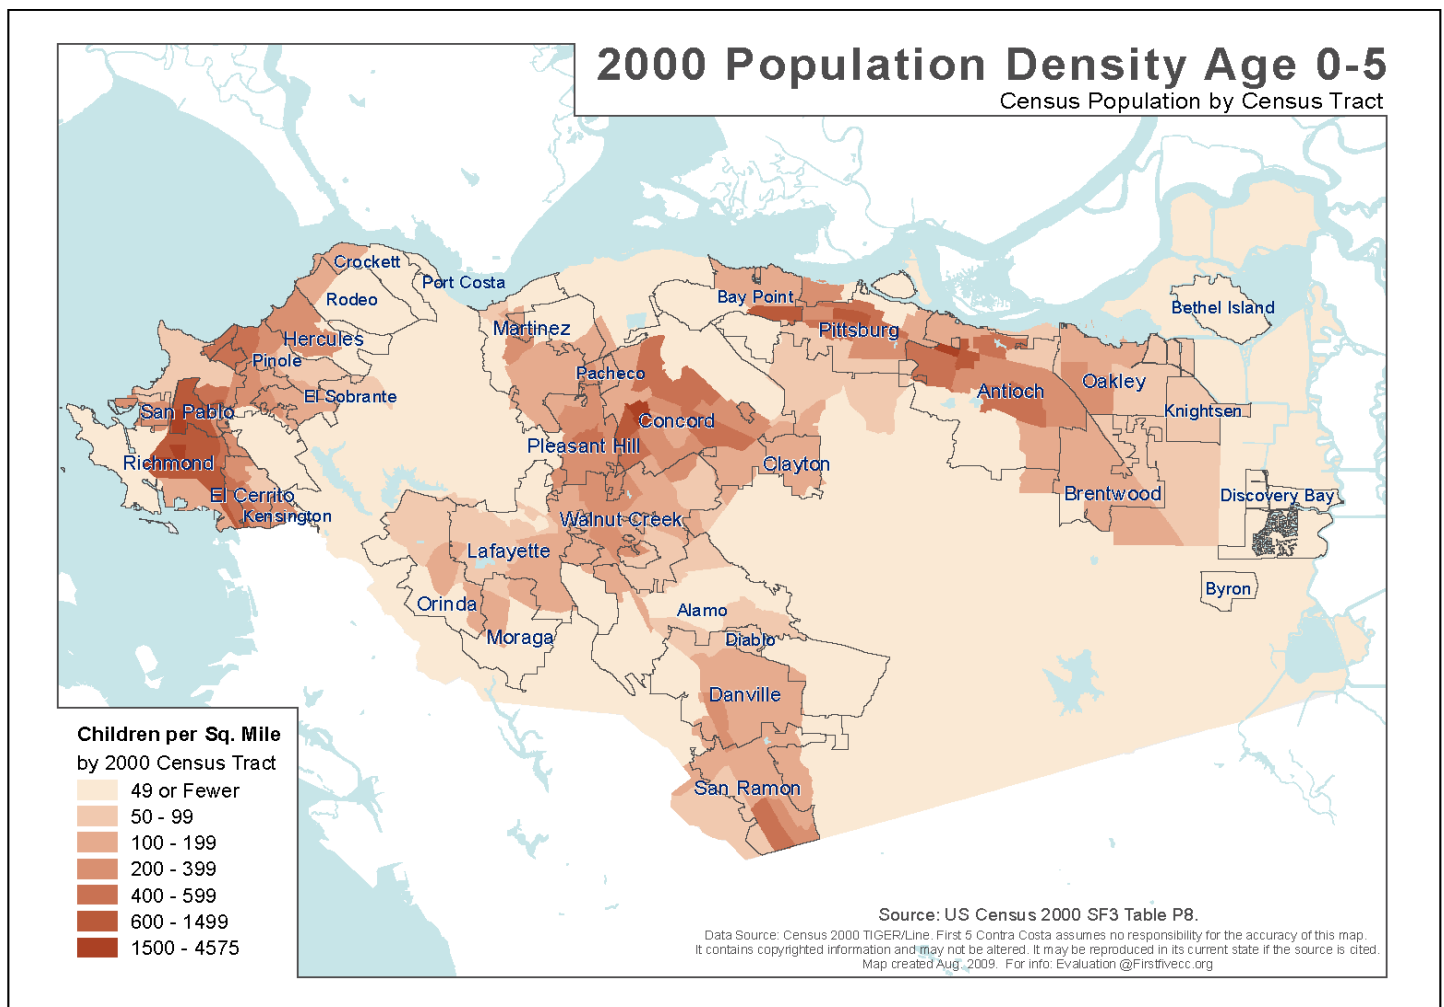 2000 Population Density Age 0-5
Census Population by Census Tract
Crockett
Port Costa
Rodeo
Bay Point
Bethel Island
Martinez
Pittsburg
Hercules
Pinole
Pacheco
Antioch
Oakley
El Sobrante
San Pablo
Concord
Knightsen
Pleasant Hill
Richmond
Clayton
El Cerrito
Brentwood
Discovery Bay
Kensington
Walnut Creek
Lafayette
Byron
Orinda
Alamo
Moraga
Diablo
Danville
San Ramon
Children per Sq. Mile
by 2000 Census Tract
49 or Fewer
50 - 99
100 - 199
200 - 399
400 - 599
600 - 1499
1500 - 4575
Source: US Census 2000 SF3 Table P8.
Data Source: Census 2000 TIGER/Line. First 5 Contra Costa assumes no responsibility for the accuracy of this map.
It contains copyrighted information and may not be altered. It may be reproduced in its current state if the source is cited.
Map created Aug. 2009. For info: Evaluation @Firstfivecc.org